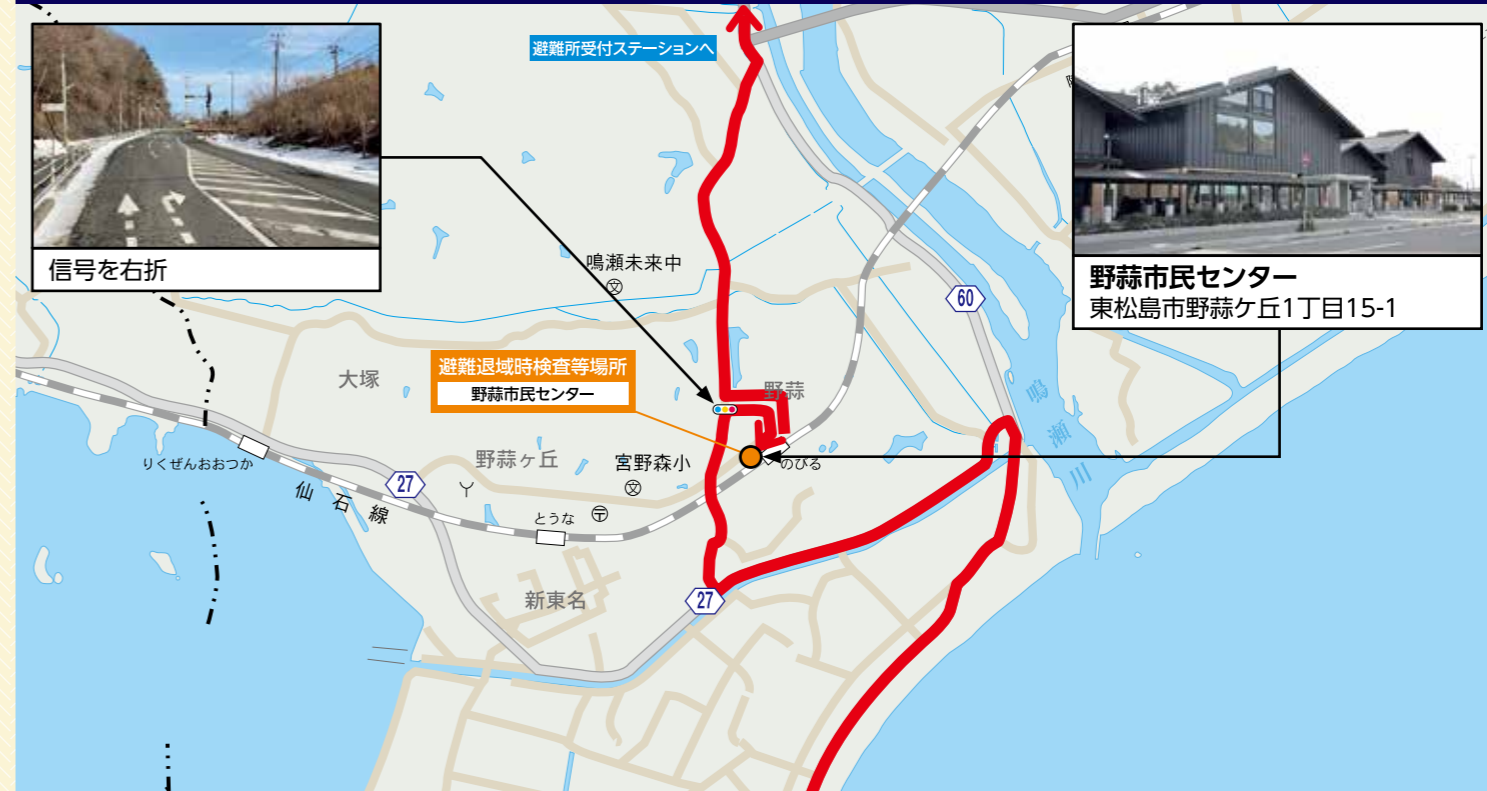 避難所受付ステーションへ
信号を右折
野蒜市民センター
東松島市野蒜ケ丘1丁目15-1
鳴瀬未来中
文
60
避難退域時検査等場所
野蒜市民センター
大塚
野蒜
鳴瀬川
りくぜんおおつか
野蒜ヶ丘
宮野森小
文
のびる
27
仙石線
とうな
新東名
27